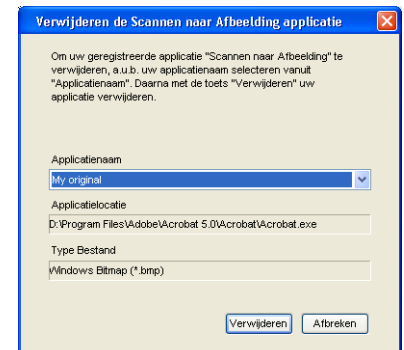 Verwijderen de Scannen naar Afbeelding applicatie
Om uw geregistreerde applicatie "Scannen naar Afbeelding" te
verwijderen, a.u.b. uw applicatienaam selecteren vanuit
"Applicatienaam". Daarna met de toets "Verwijderen" uw
applicatie verwijderen.
Applicatienaam
My original
Applicatielocatie
D:\Program Files\Adobe\Acrobat 5.0\Acrobat\Acrobat.exe
Type Bestand
Windows Bitmap (*.bmp)
Verwijderen Afbreken